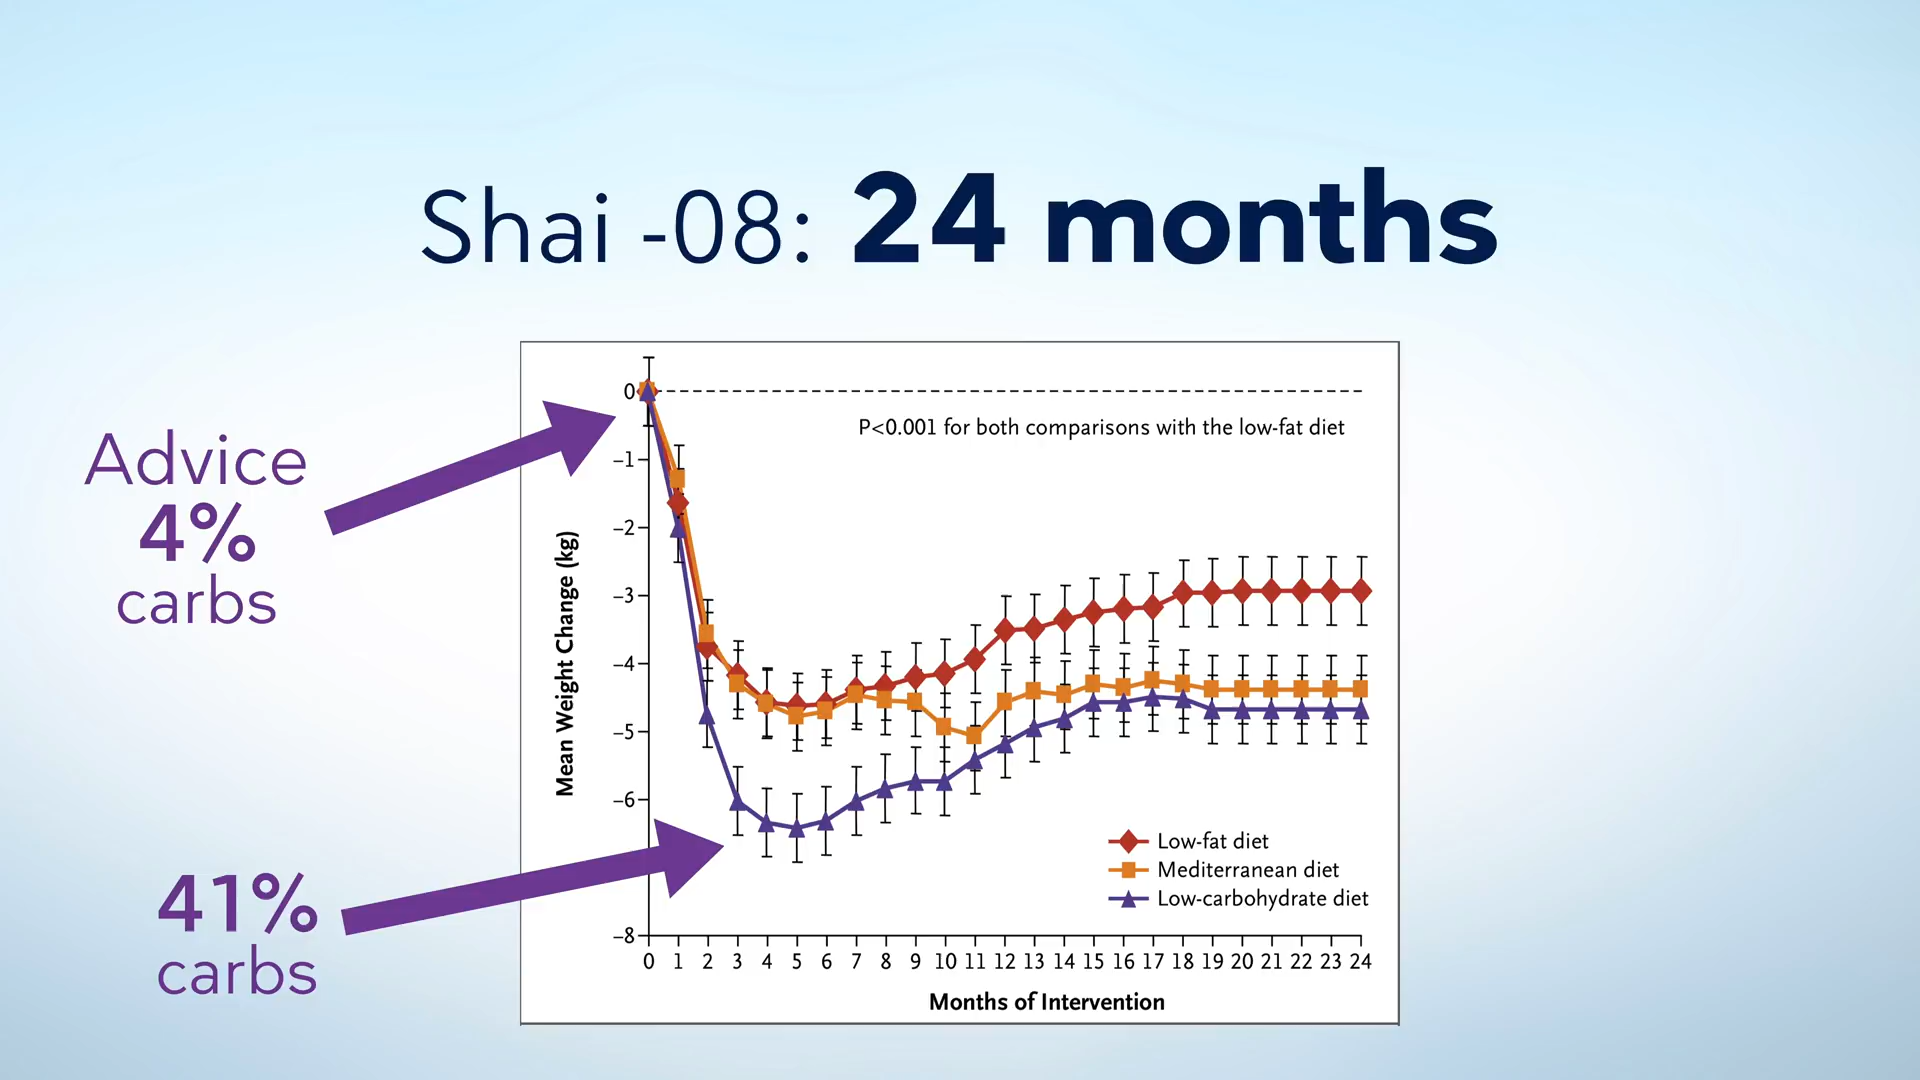 Shai -08: 24 months
Advice
4%
carbs
41%
carbs
0
P<0.001 for both comparisons with the low-fat diet
–1
–2
–3
–4
–5
–6
–8
Mean Weight Change (kg)
Low-fat diet
Mediterranean diet
Low-carbohydrate diet
0 1 2 3 4 5 6 7 8 9 10 11 12 13 14 15 16 17 18 19 20 21 22 23 24
Months of Intervention